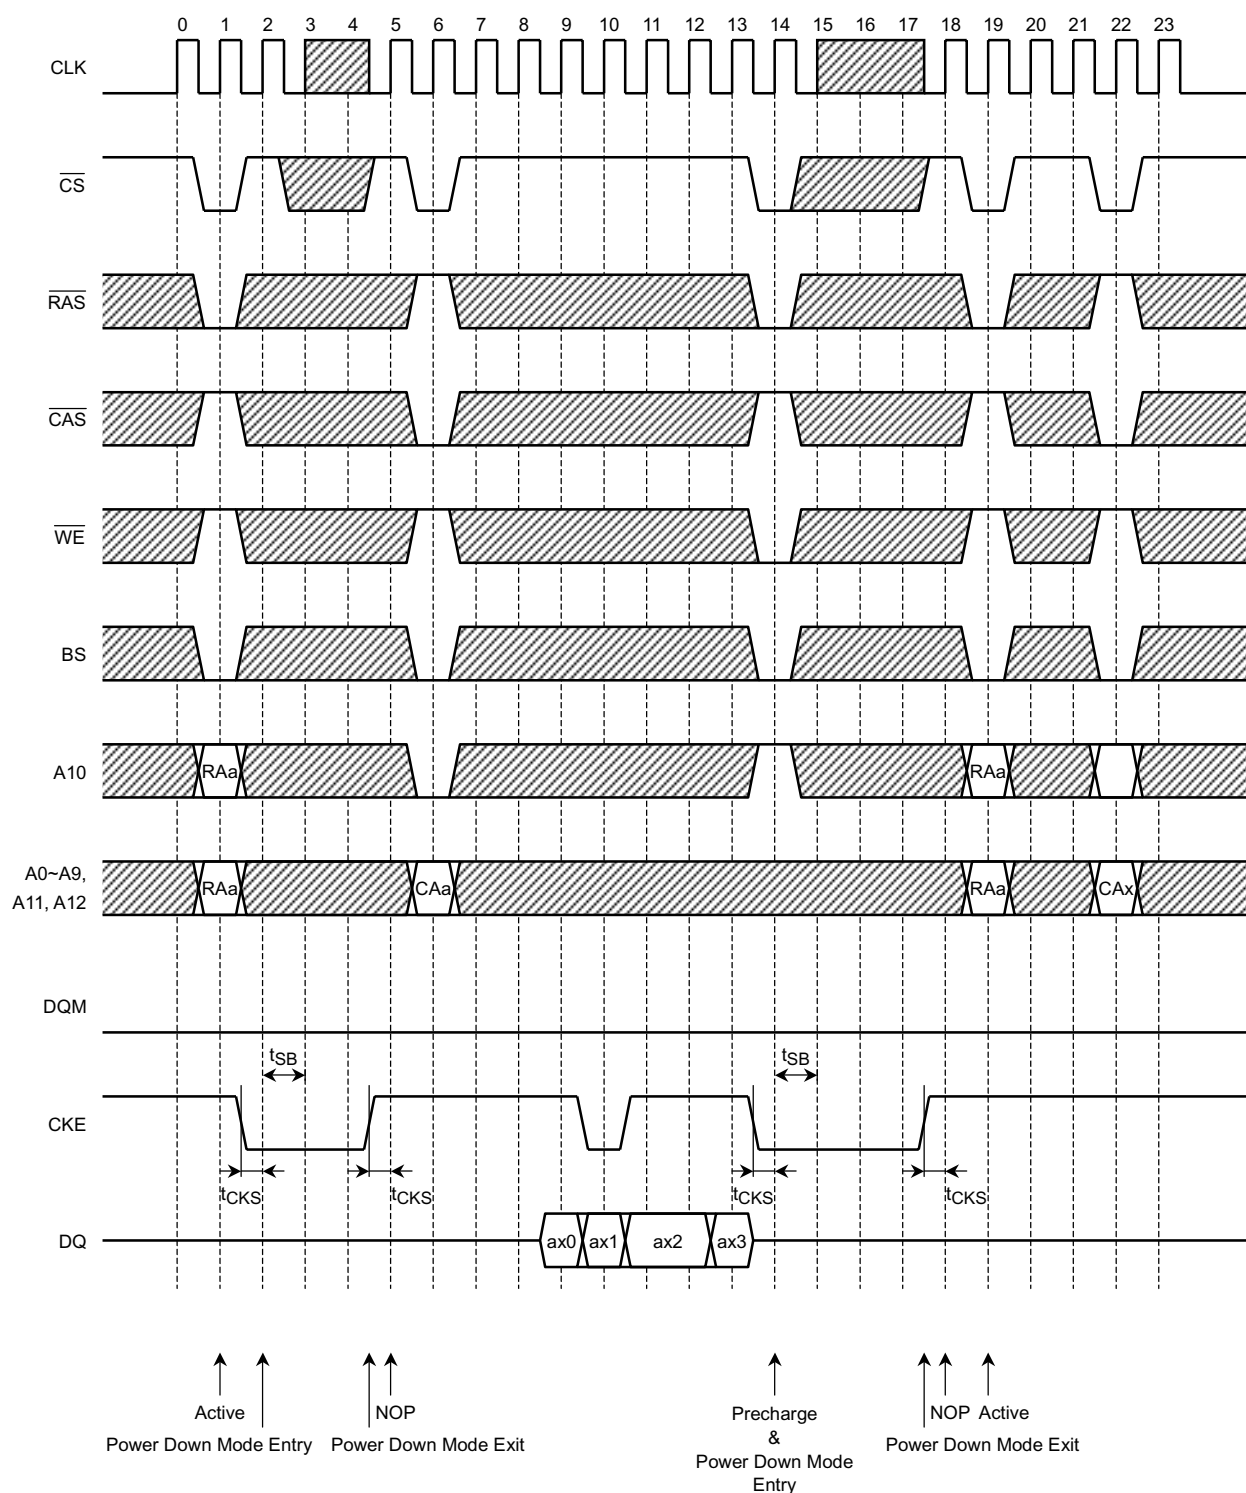 0 1 2 3 4 5 6 7 8 9 10 11 12 13 14 15 16 17 18 19 20 21 22 23
CLK
CS
RAS
CAS
WE
BS
A10 RAa RAa
A0~A9,
A11, A12
RAa CAa RAa CAx
DQM
tSB tSB
CKE
tCKS tCKS tCKS tCKS
DQ ax0 ax1 ax2 ax3
Active NOP Precharge NOP Active
Power Down Mode Entry Power Down Mode Exit & Power Down Mode Exit
Power Down Mode
Entry